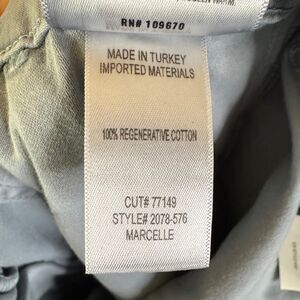 RN# 109670
MADE IN TURKEY
IMPORTED MATERIALS
100% REGENERATIVE COTTON
CUT# 77149
STYLE# 2078-576
MARCELLE